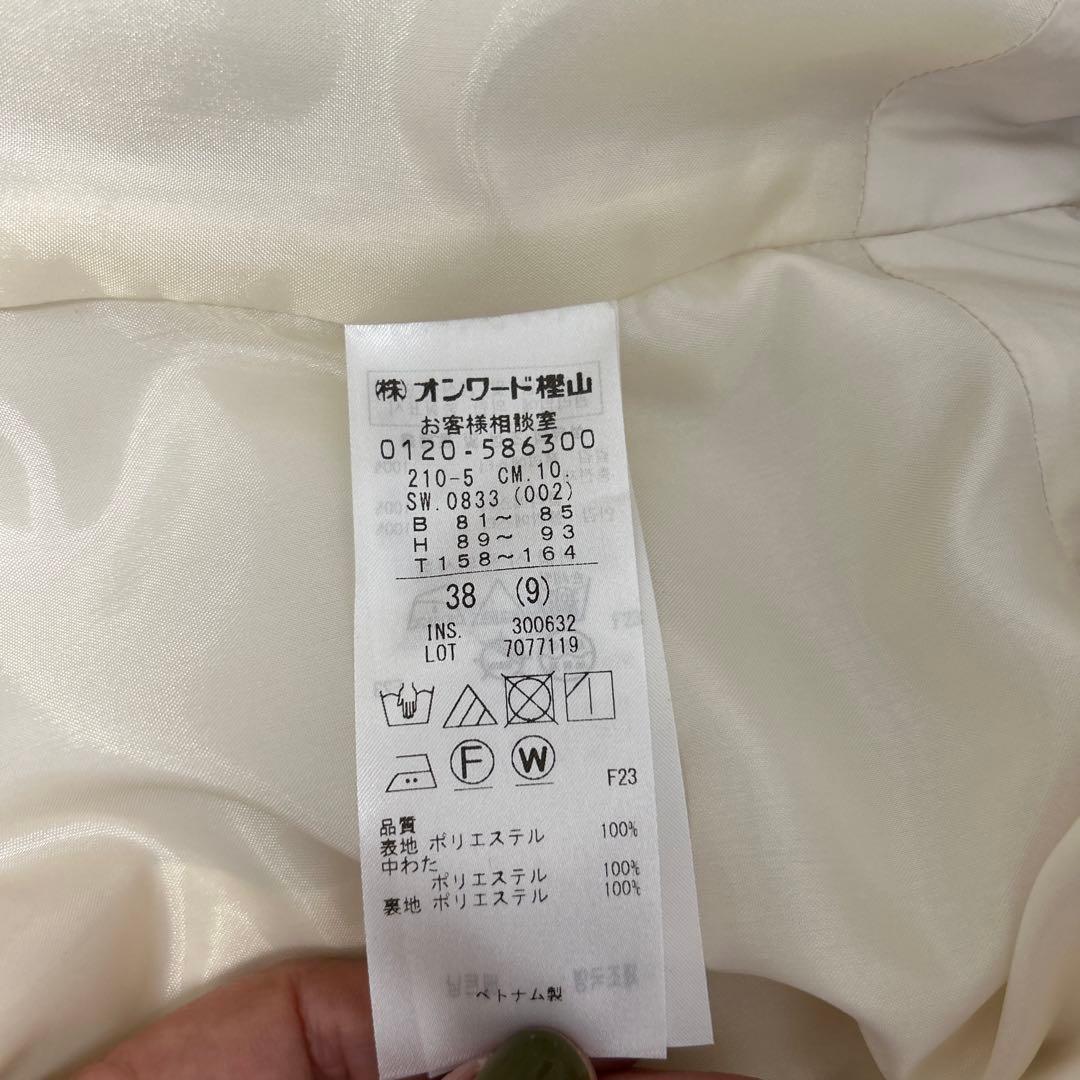 ㈱オンワード樫山
お客様相談室
0120-586300
210-5 CM.10.
SW.0833(002)
B 81～ 85
H 89～ 93
T158～164
38 (9)
INS. 300632
LOT 7077119
F W
F23
品質
表地 ポリエステル 100%
中わた
ポリエステル 100%
裏地 ポリエステル 100%
ベトナム製